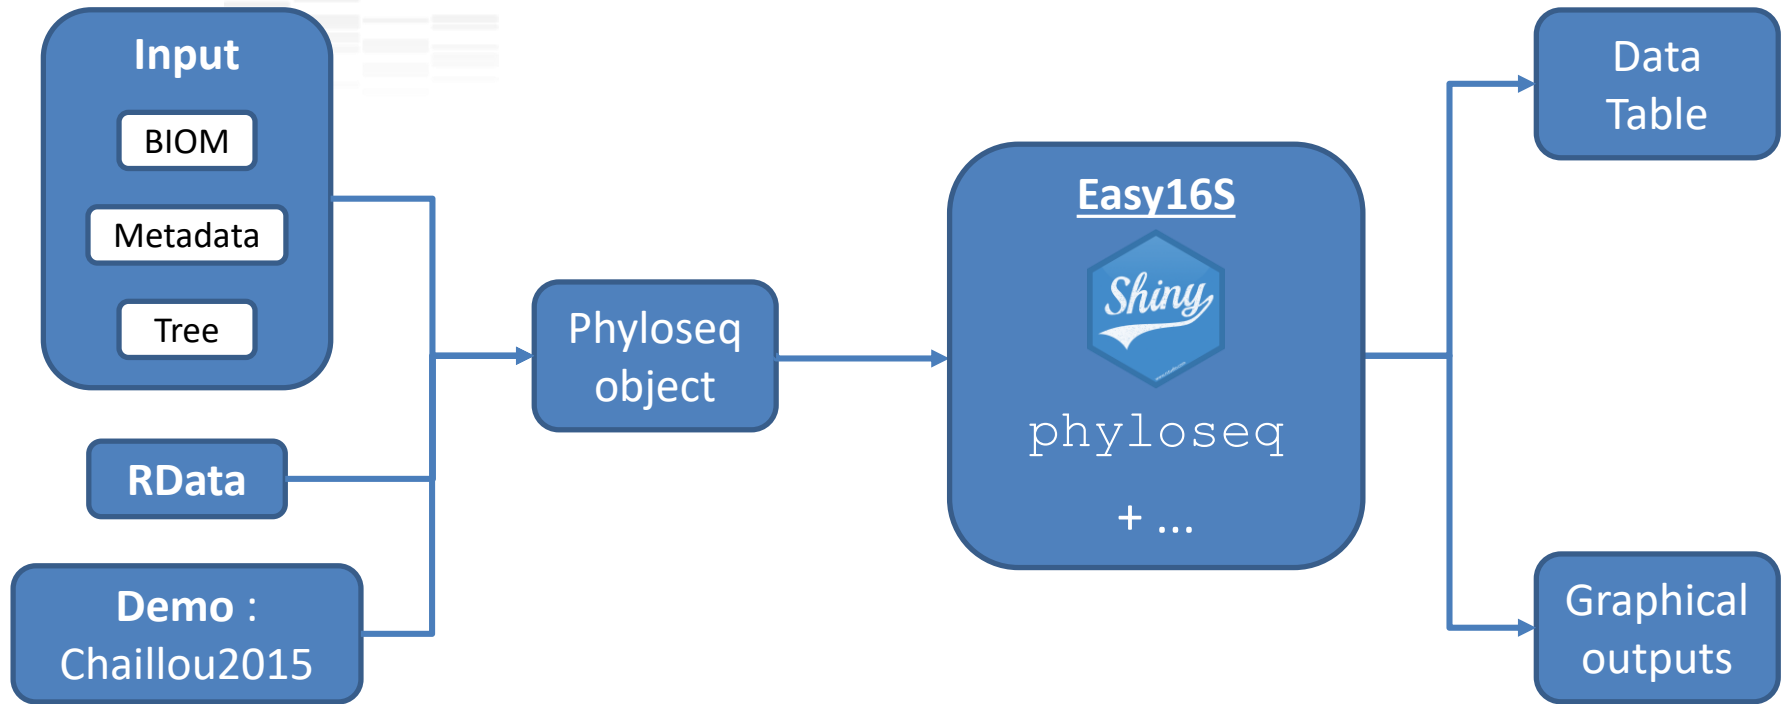 Input
BIOM
Metadata
Tree
RData
Demo :
Chaillou2015
Phyloseq
object
Easy16S
Shiny
phyloseq
+ ...
Data
Table
Graphical
outputs